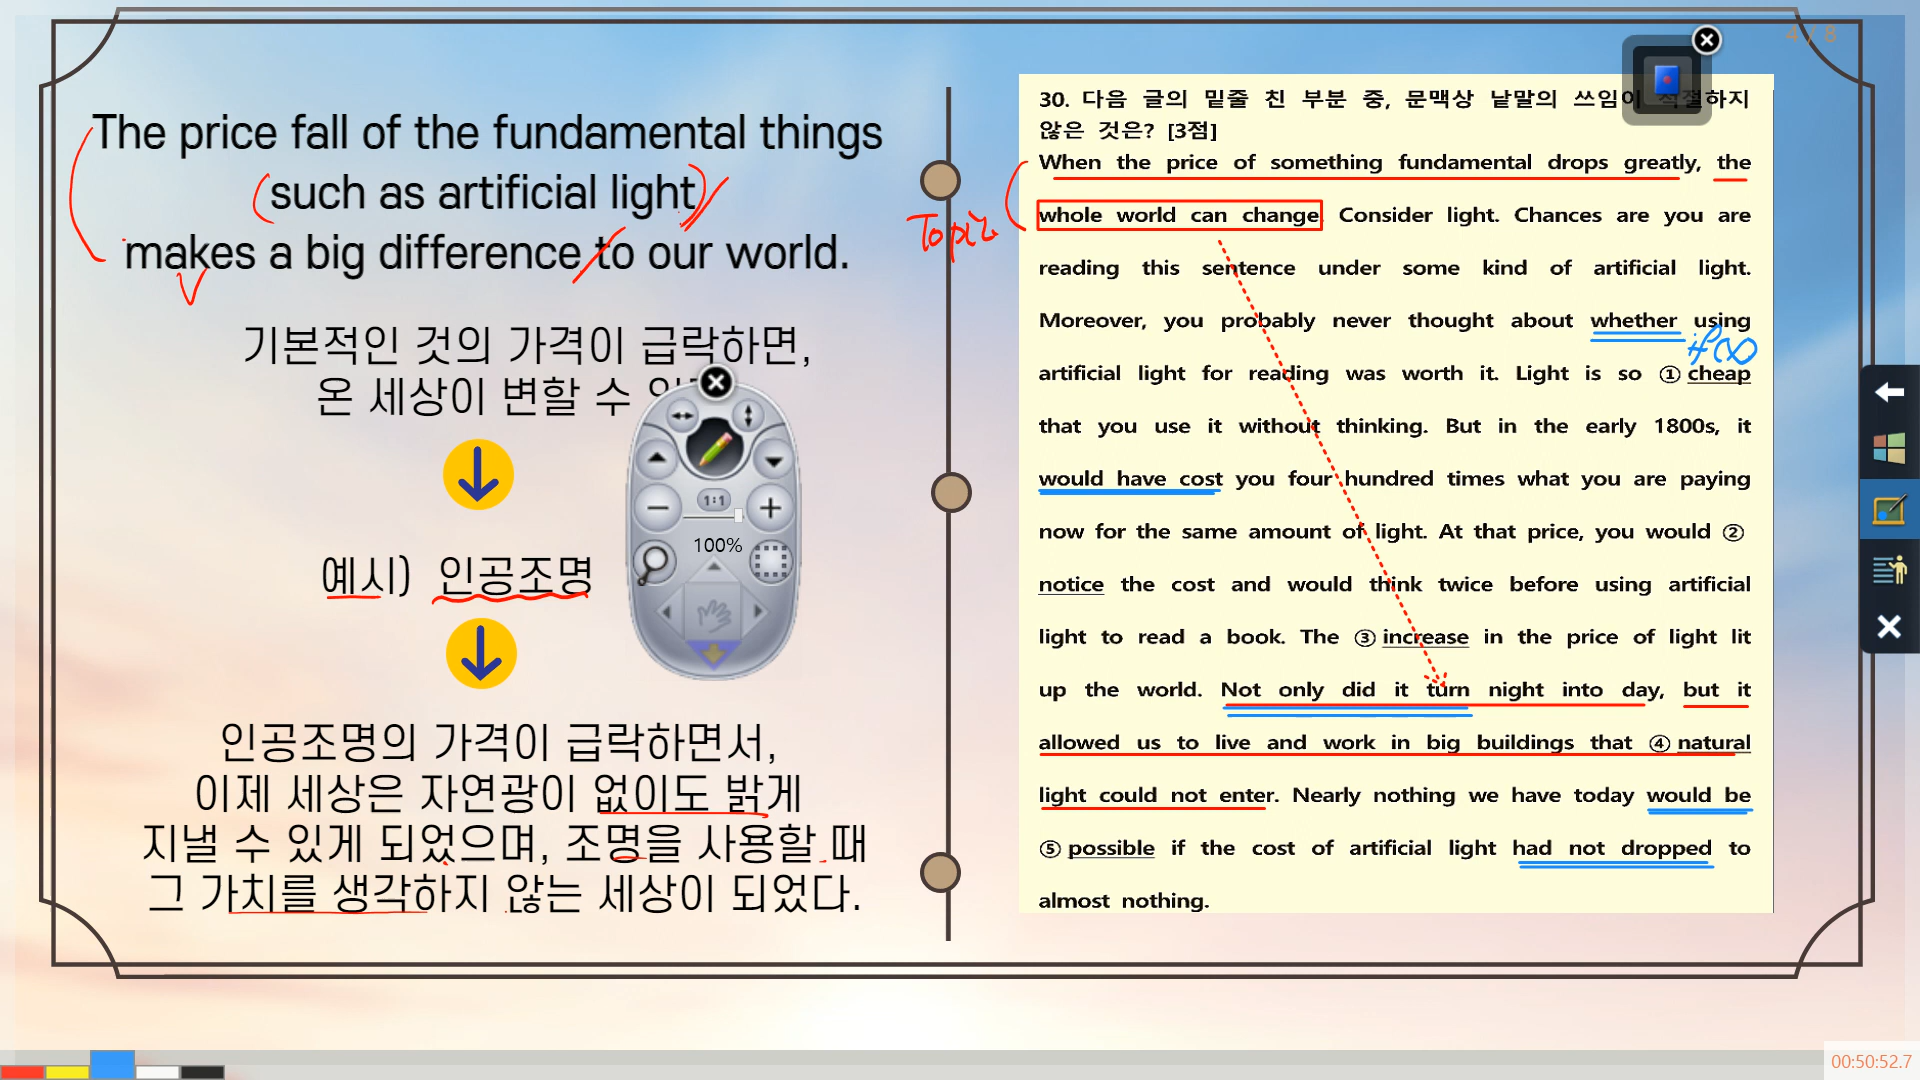 4 / 8
The price fall of the fundamental things
(such as artificial light)
makes a big difference to our world.
기본적인 것의 가격이 급락하면,
온 세상이 변할 수
예시) 인공조명
인공조명의 가격이 급락하면서,
이제 세상은 자연광이 없이도 밝게
지낼 수 있게 되었으며, 조명을 사용할 때
그 가치를 생각하지 않는 세상이 되었다.
1:1
100%
Topic
30. 다음 글의 밑줄 친 부분 중, 문맥상 낱말의 쓰임이 적절하지
않은 것은? [3점]
When the price of something fundamental drops greatly, the
whole world can change. Consider light. Chances are you are
reading this sentence under some kind of artificial light.
Moreover, you probably never thought about whether using
if(x)
artificial light for reading was worth it. Light is so ① cheap
that you use it without thinking. But in the early 1800s, it
would have cost you four hundred times what you are paying
now for the same amount of light. At that price, you would ②
notice the cost and would think twice before using artificial
light to read a book. The ③ increase in the price of light lit
up the world. Not only did it turn night into day, but it
allowed us to live and work in big buildings that ④ natural
light could not enter. Nearly nothing we have today would be
⑤ possible if the cost of artificial light had not dropped to
almost nothing.
00:50:52.7